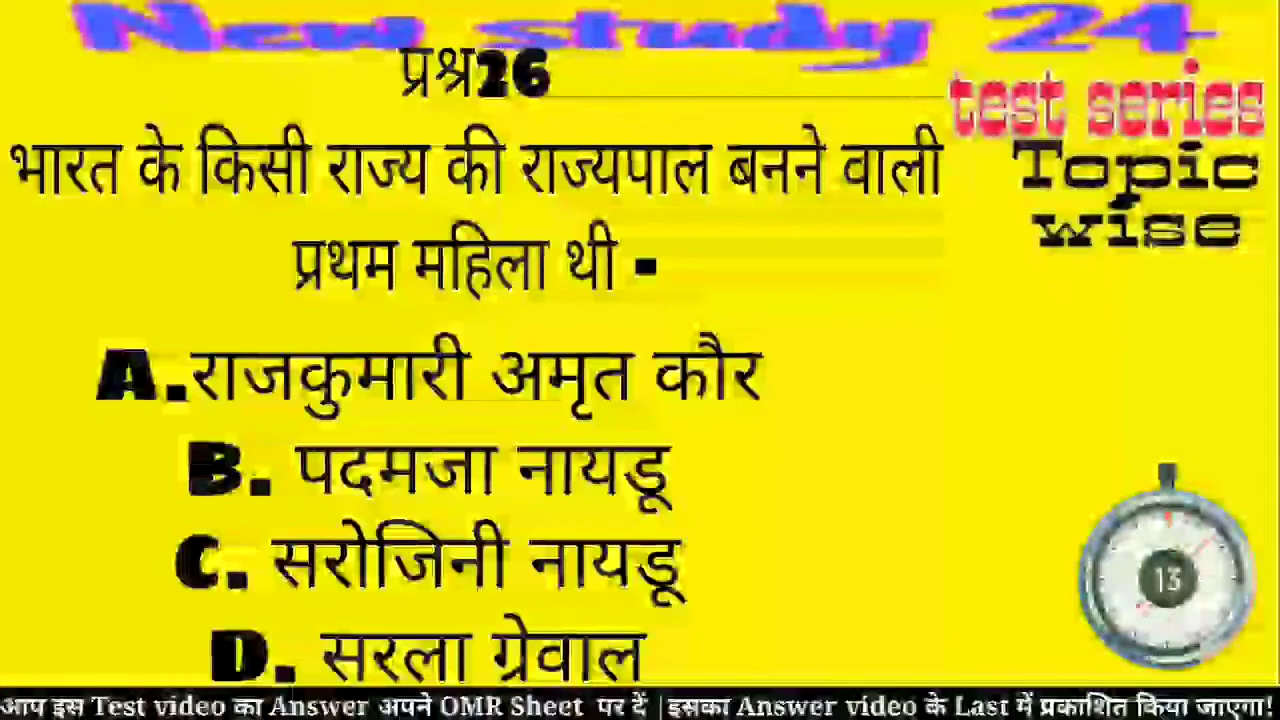 New study 24
प्रश्न26
test series
Topic
wise
भारत के किसी राज्य की राज्यपाल बनने वाली
प्रथम महिला थी -
A.राजकुमारी अमृत कौर
B. पदमजा नायडू
C. सरोजिनी नायडू
D. सरला ग्रेवाल
13
आप इस Test video का Answer अपने OMR Sheet पर दें |इसका Answer video के Last में प्रकाशित किया जाएगा!